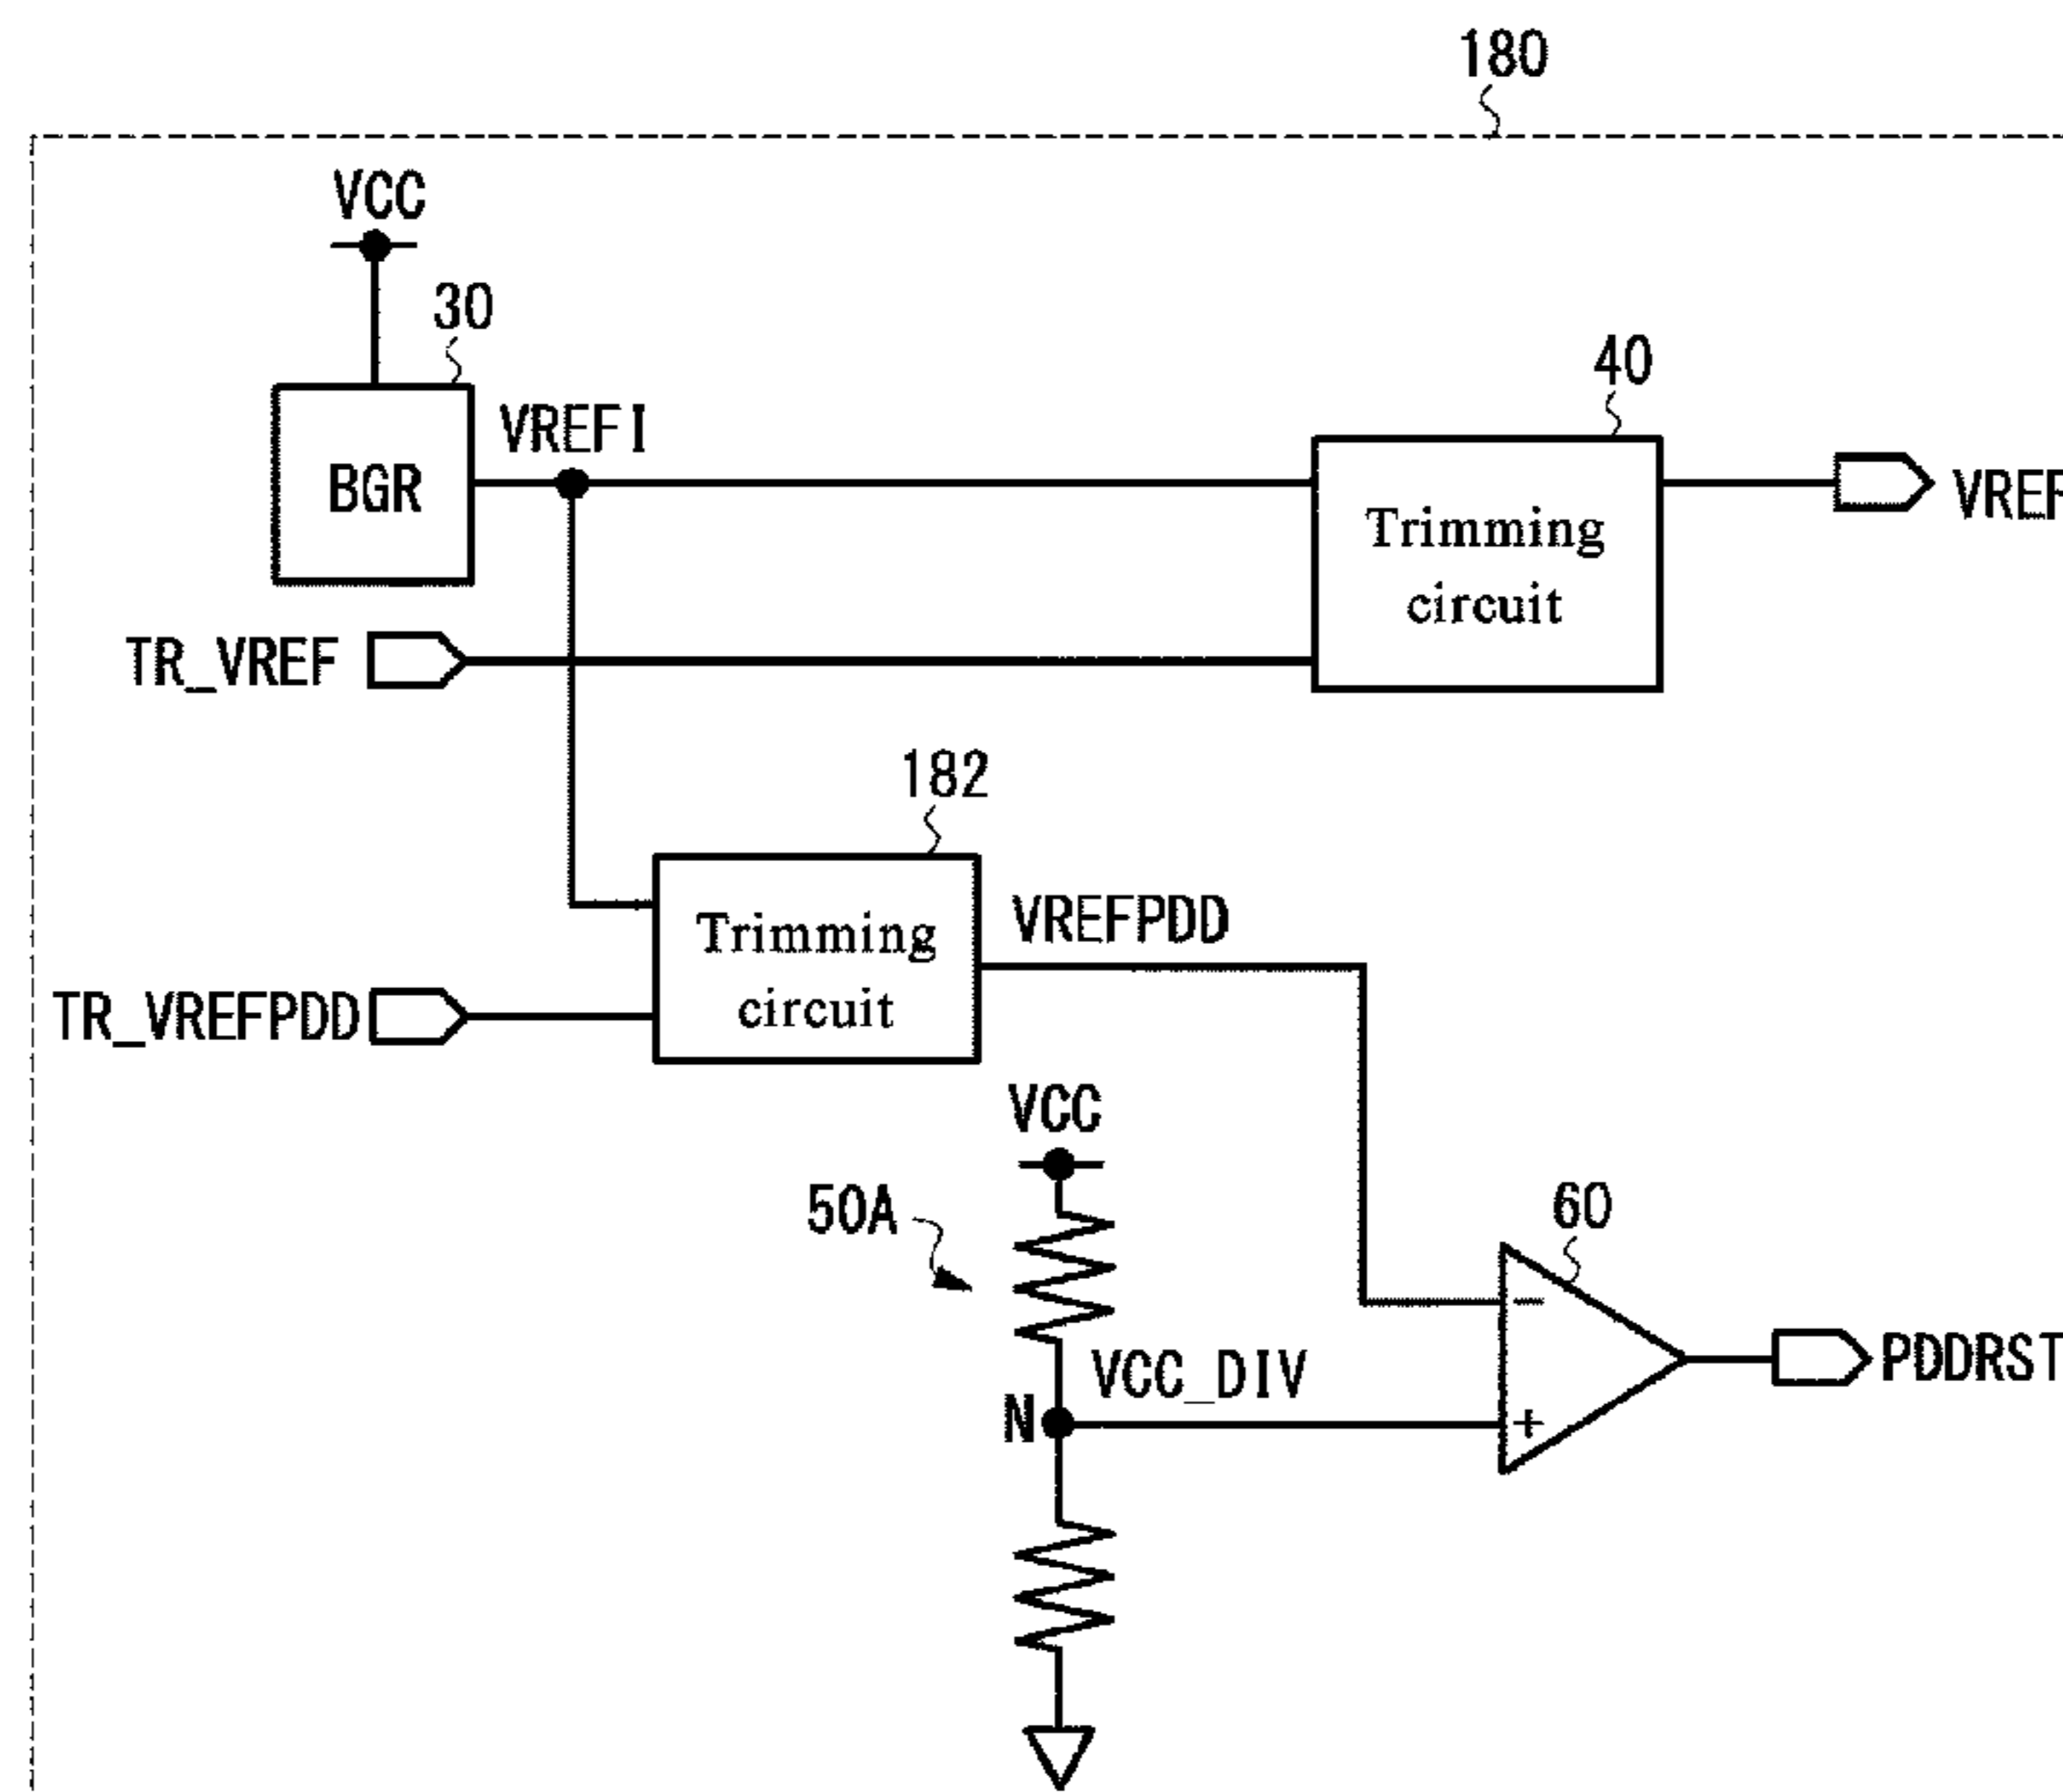 180
VCC
30
40
VREFI
BGR
VREF
Trimming
circuit
TR_VREF
182
Trimming
circuit
VREFPDD
TR_VREFPDD
VCC
50A
60
−
VCC_DIV
PDDRST
N
+